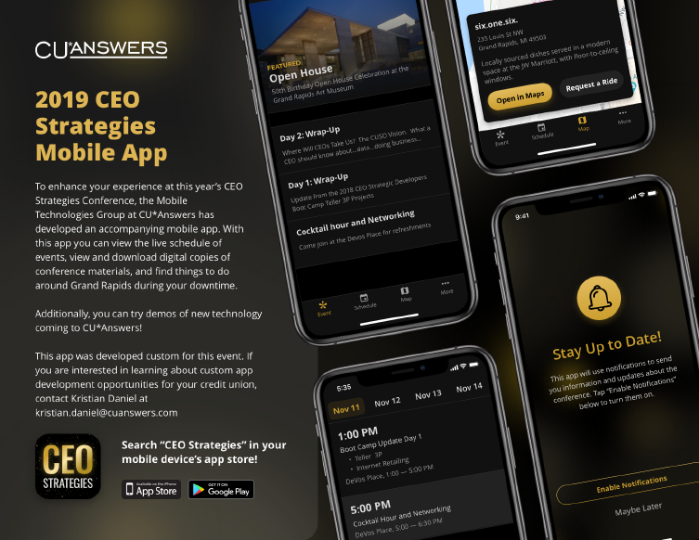 CU*ANSWERS
2019 CEO
Strategies
Mobile App
To enhance your experience at this year's CEO
Strategies Conference, the Mobile
Technologies Group at CU*Answers has
developed an accompanying mobile app. With
this app you can view the live schedule of
events, view and download digital copies of
conference materials, and find things to do
around Grand Rapids during your downtime.
Additionally, you can try demos of new technology
coming to CU*Answers!
This app was developed custom for this event. If
you are interested in learning about custom app
development opportunities for your credit union,
contact Kristian Daniel at
kristian.daniel@cuanswers.com
CEO
STRATEGIES
Search "CEO Strategies" in your
mobile device's app store!
Available on the iPhone
App Store
GET IT ON
Google Play
FEATURED:
Open House
50th Birthday Open House Celebration at the
Grand Rapids Art Museum
Day 2: Wrap-Up
Where Will CEOs Take Us? The CUSO Vision. What a
CEO should know about...data...doing business...
Day 1: Wrap-Up
Update from the 2018 CEO Strategic Developers
Boot Camp Teller 3P Projects
Cocktail hour and Networking
Come join at the DeVos Place for refreshments
Event
Schedule
Map
More
six.one.six.
235 Louis St NW
Grand Rapids, MI 49503
Locally sourced dishes served in a modern
space at the JW Marriott, with floor-to-ceiling
windows.
Open in Maps
Request a Ride
Event
Schedule
Map
More
5:35
Nov 11
Nov 12
Nov 13
Nov 14
1:00 PM
Boot Camp Update Day 1
• Teller 3P
• Internet Retailing
DeVos Place, 1:00 — 5:00 PM
5:00 PM
Cocktail Hour and Networking
DeVos Place, 5:00 — 6:30 PM
9:41
Stay Up to Date!
This app will use notifications to send
you information and updates about the
conference. Tap "Enable Notifications"
below to turn them on.
Enable Notifications
Maybe Later